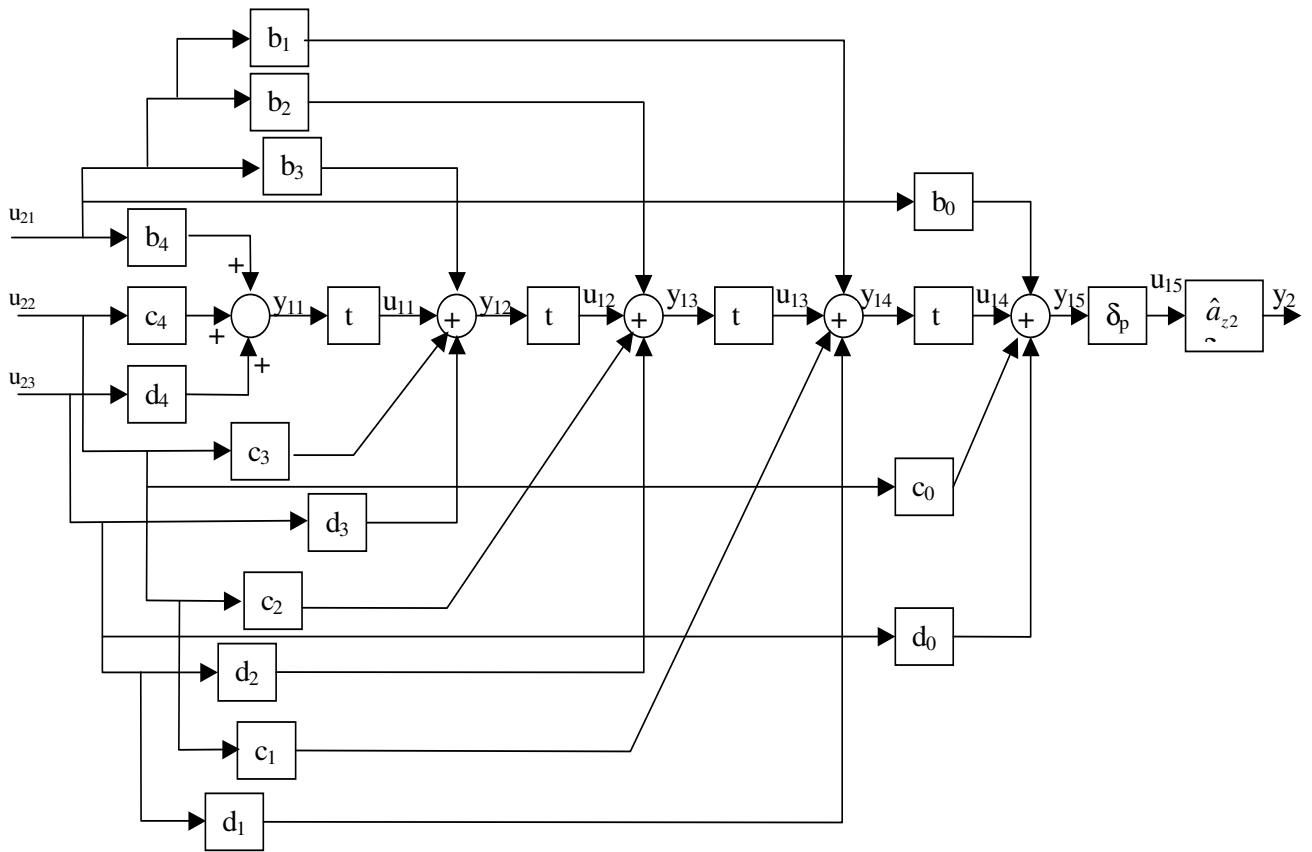 b₁
b₂
b₃
u₂₁
b₀
b₄
+
u₂₂ c₄ + y₁₁ t u₁₁ + y₁₂ t u₁₂ + y₁₃ t u₁₃ + y₁₄ t u₁₄ + y₁₅ δₚ u₁₅ â_z2 y₂
+
u₂₃
d₄
c₃
c₀
d₃
c₂
d₀
d₂
c₁
d₁